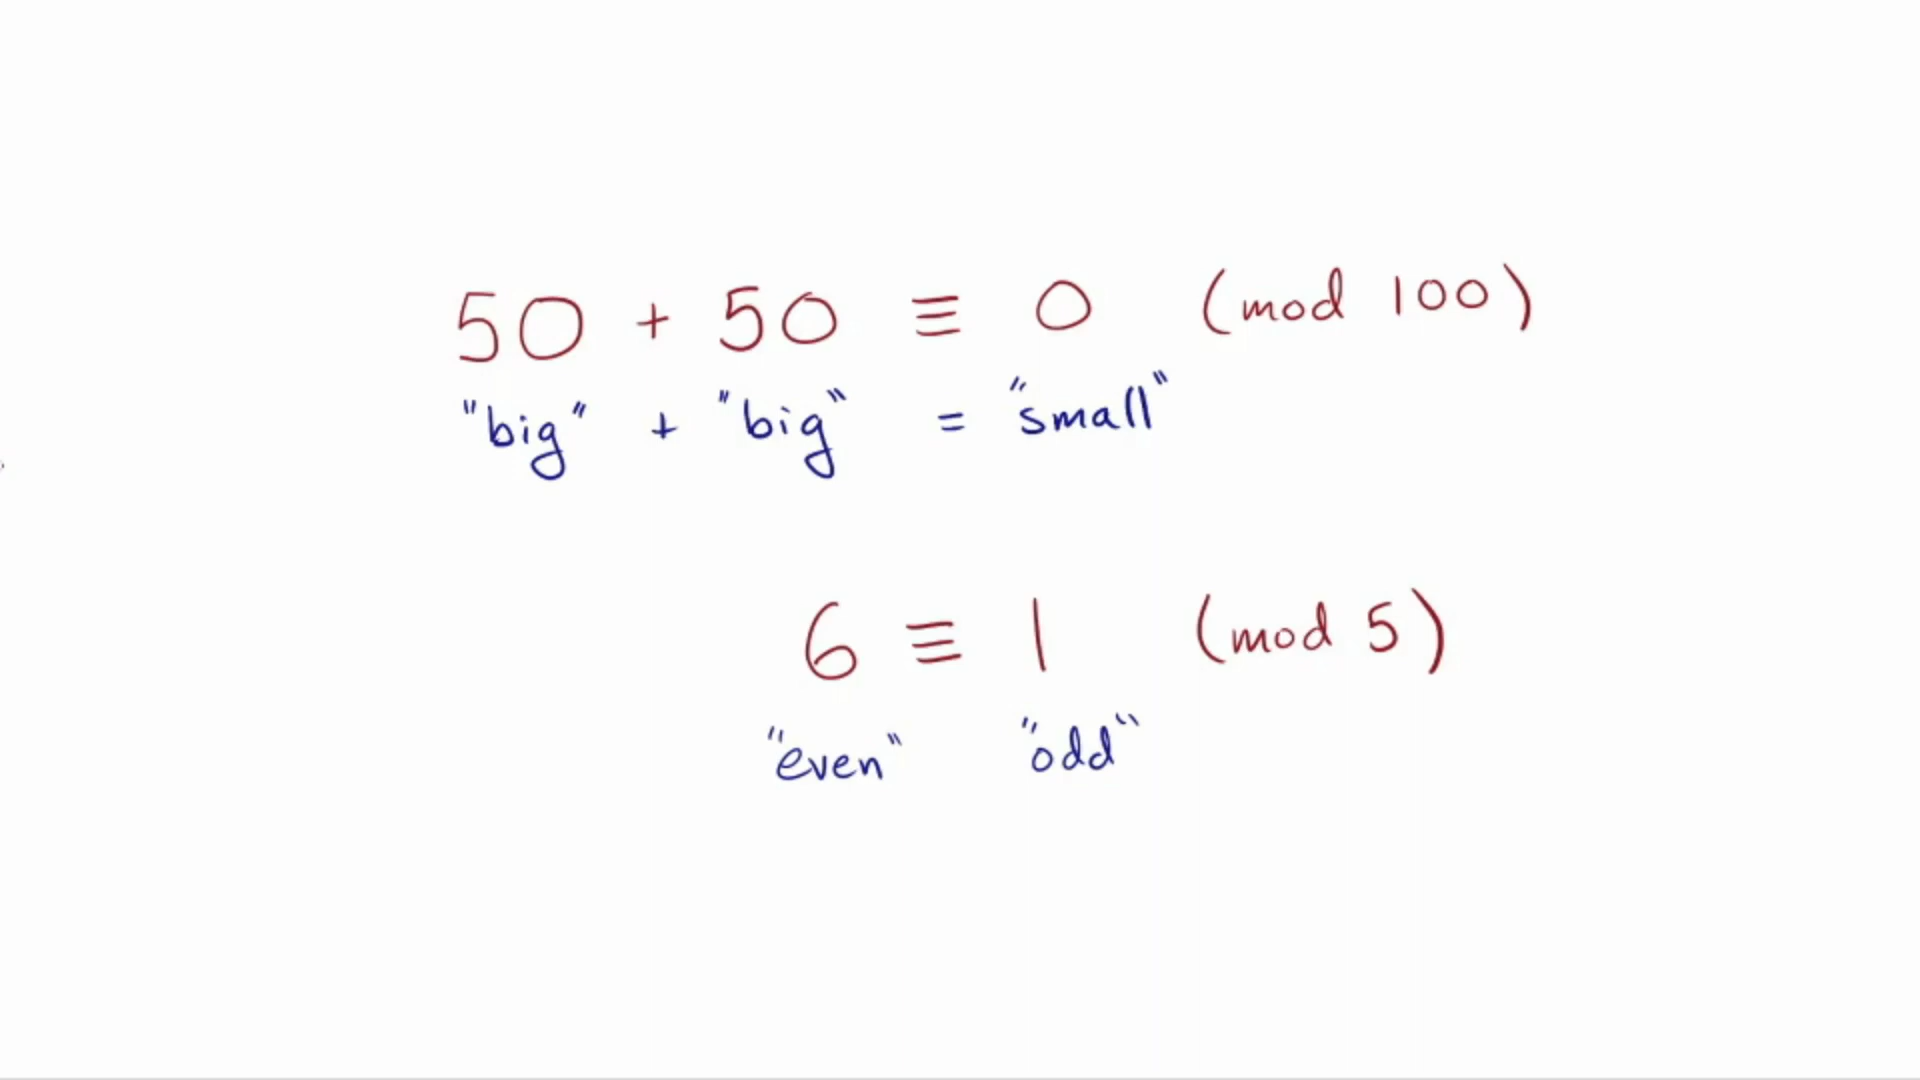 50 + 50 ≡ 0 (mod 100)
"big" + "big" = "small"
6 ≡ 1 (mod 5)
"even" "odd"